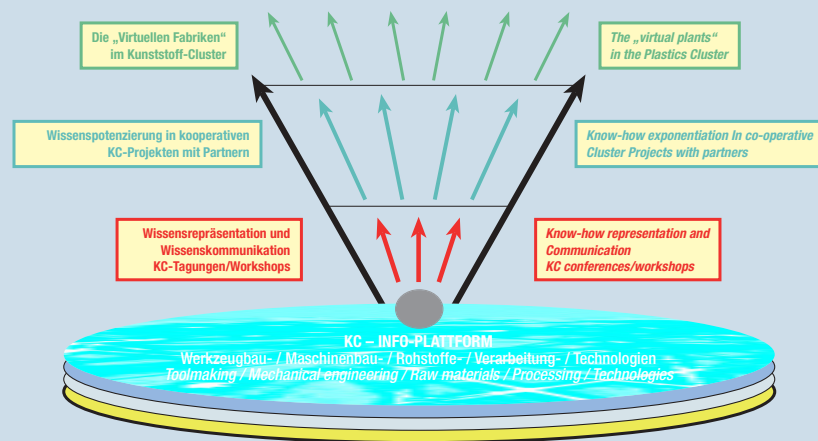 Die „Virtuellen Fabriken“
im Kunststoff-Cluster
The „virtual plants“
in the Plastics Cluster
Wissenspotenzierung in kooperativen
KC-Projekten mit Partnern
Know-how exponentiation In co-operative
Cluster Projects with partners
Wissensrepräsentation und
Wissenskommunikation
KC-Tagungen/Workshops
Know-how representation and
Communication
KC conferences/workshops
KC – INFO-PLATTFORM
Werkzeugbau- / Maschinenbau- / Rohstoffe- / Verarbeitung- / Technologien
Toolmaking / Mechanical engineering / Raw materials / Processing / Technologies